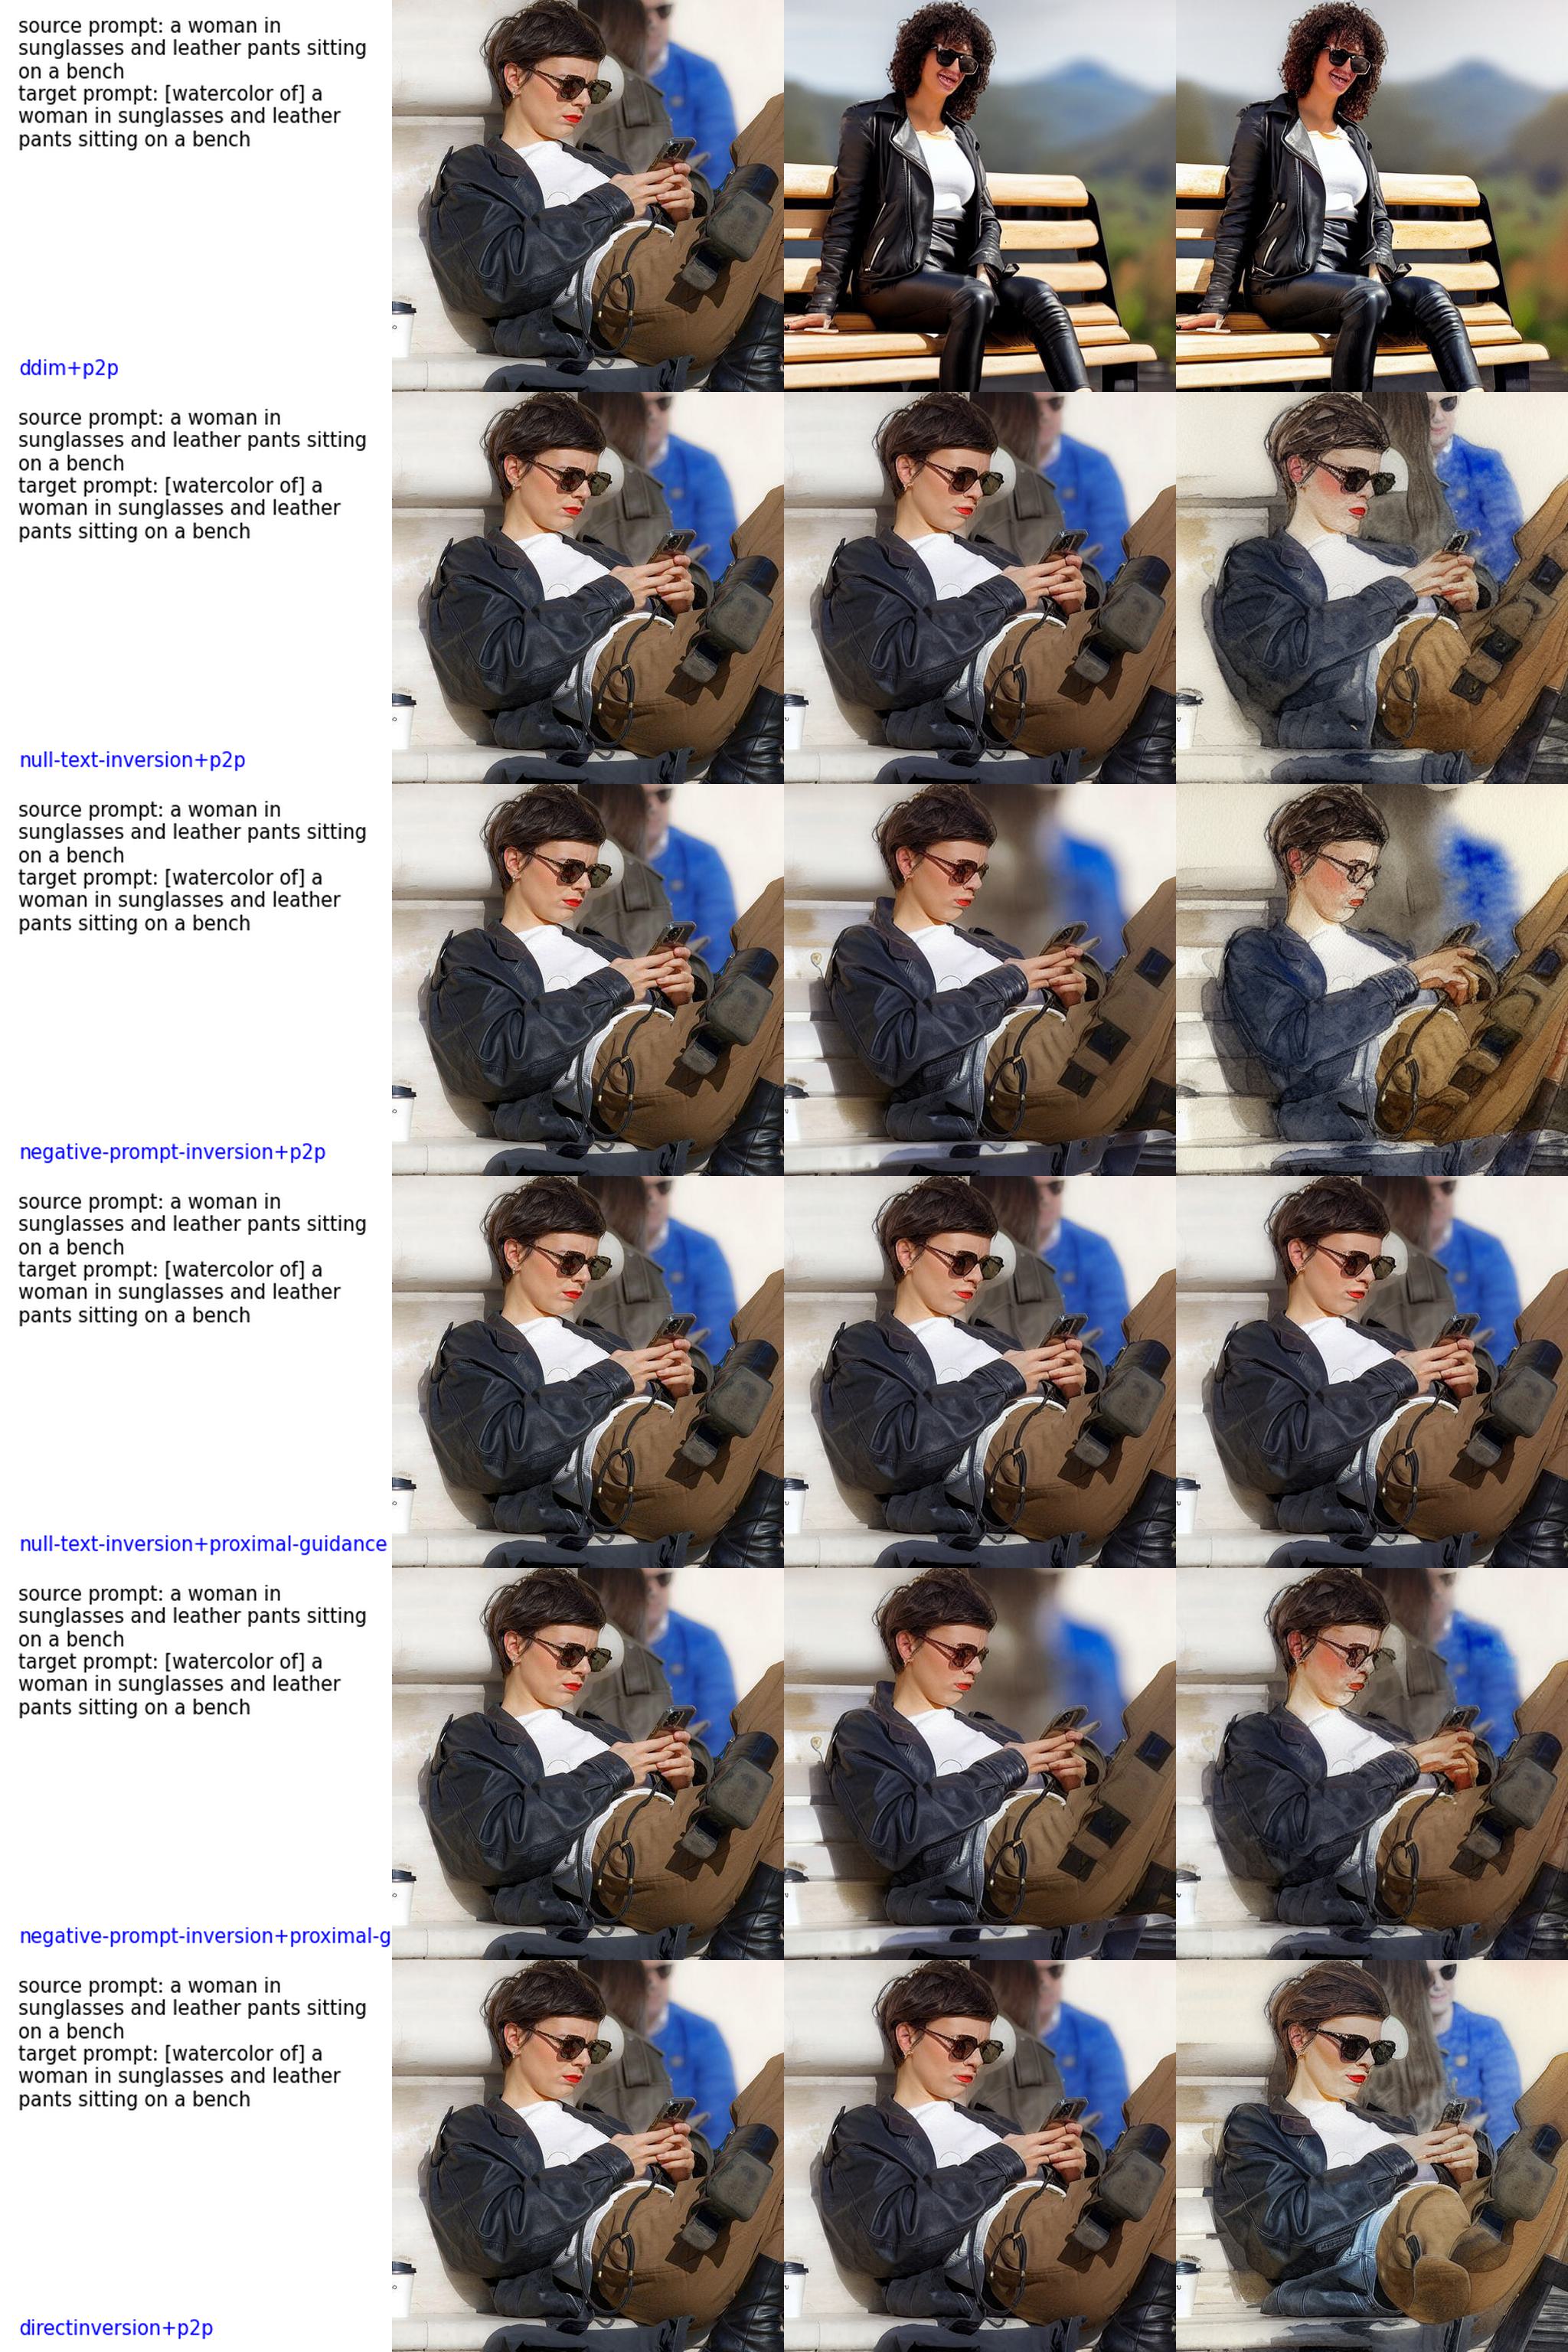 source prompt: a woman in
sunglasses and leather pants sitting
on a bench
target prompt: [watercolor of] a
woman in sunglasses and leather
pants sitting on a bench
ddim+p2p
source prompt: a woman in
sunglasses and leather pants sitting
on a bench
target prompt: [watercolor of] a
woman in sunglasses and leather
pants sitting on a bench
null-text-inversion+p2p
source prompt: a woman in
sunglasses and leather pants sitting
on a bench
target prompt: [watercolor of] a
woman in sunglasses and leather
pants sitting on a bench
negative-prompt-inversion+p2p
source prompt: a woman in
sunglasses and leather pants sitting
on a bench
target prompt: [watercolor of] a
woman in sunglasses and leather
pants sitting on a bench
null-text-inversion+proximal-guidance
source prompt: a woman in
sunglasses and leather pants sitting
on a bench
target prompt: [watercolor of] a
woman in sunglasses and leather
pants sitting on a bench
negative-prompt-inversion+proximal-g
source prompt: a woman in
sunglasses and leather pants sitting
on a bench
target prompt: [watercolor of] a
woman in sunglasses and leather
pants sitting on a bench
directinversion+p2p